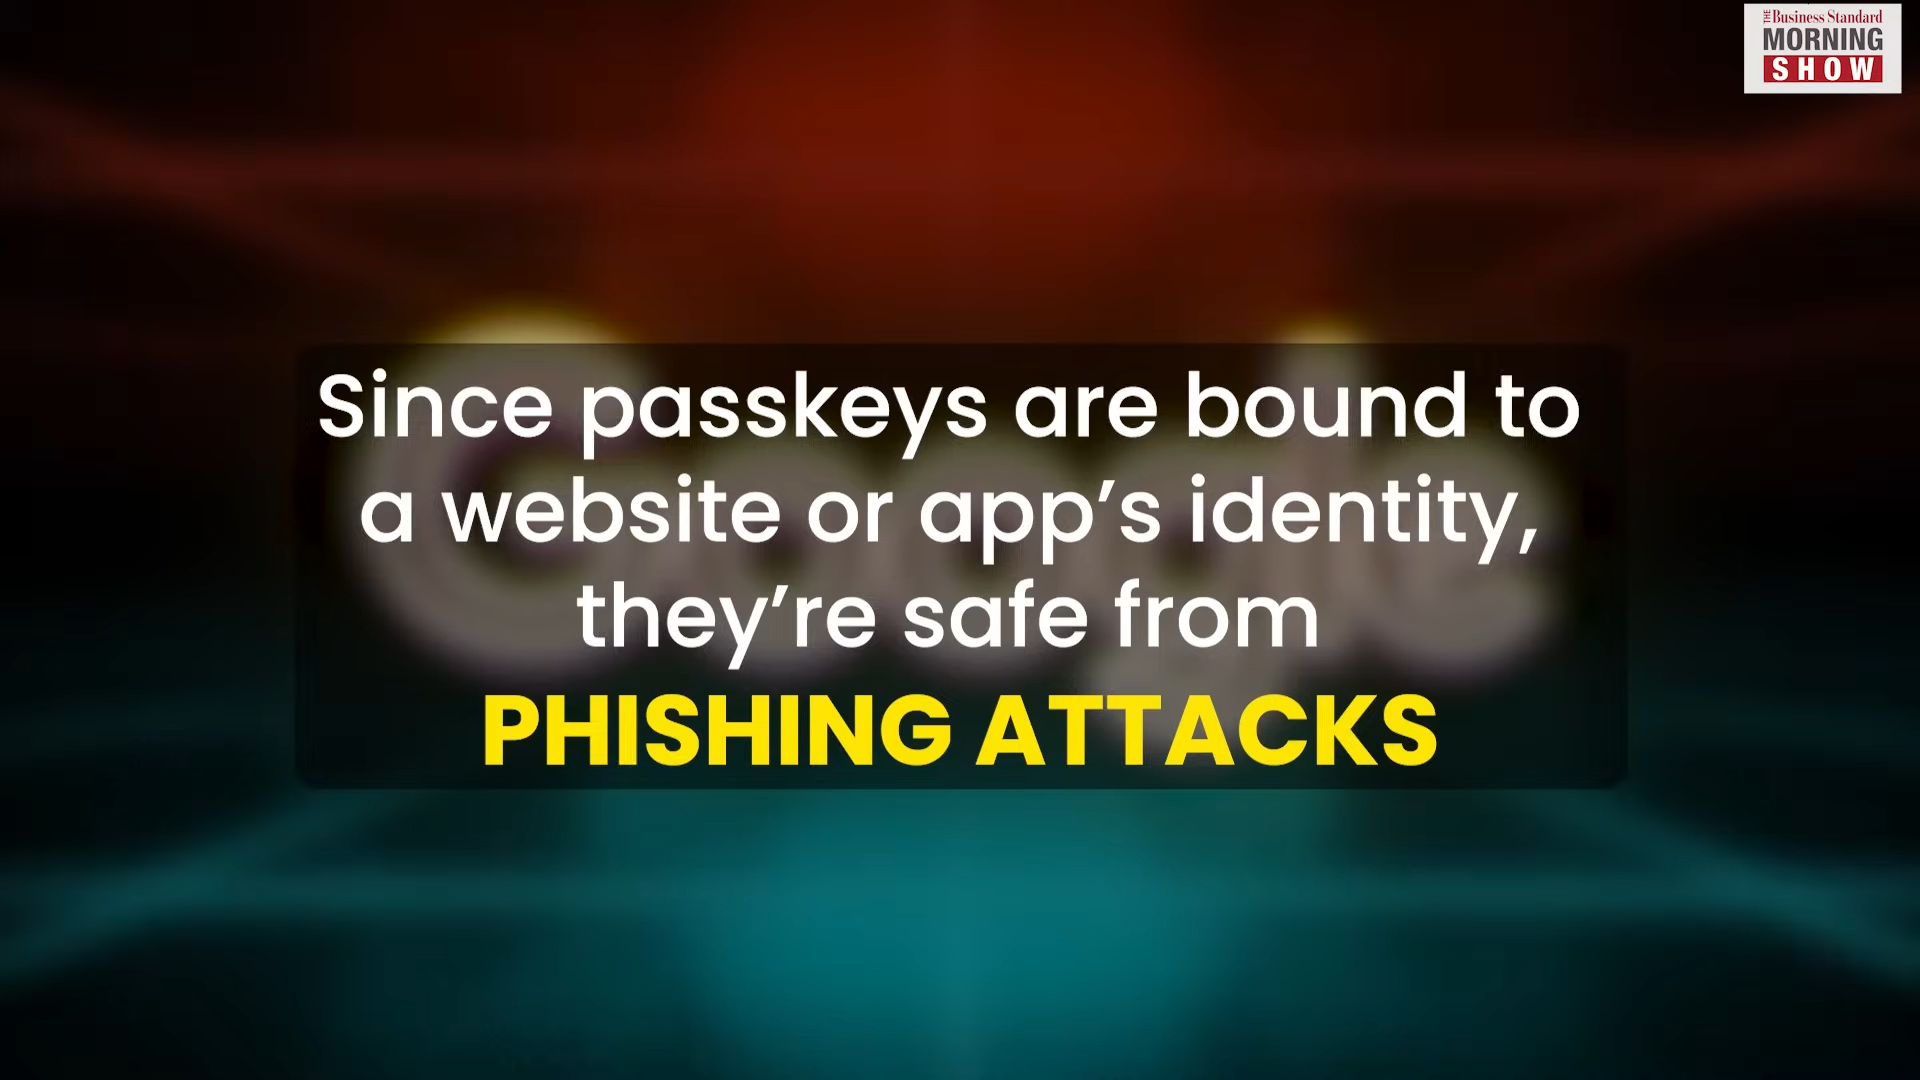 THE Business Standard
MORNING
SHOW
Google
Since passkeys are bound to
a website or app’s identity,
they’re safe from
PHISHING ATTACKS